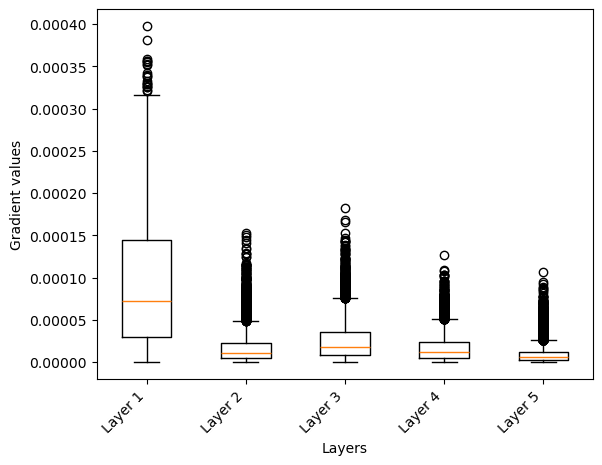 0.00040
0.00035
0.00030
0.00025
0.00020
0.00015
0.00010
0.00005
0.00000
Gradient values
Layer 1
Layer 2
Layer 3
Layer 4
Layer 5
Layers